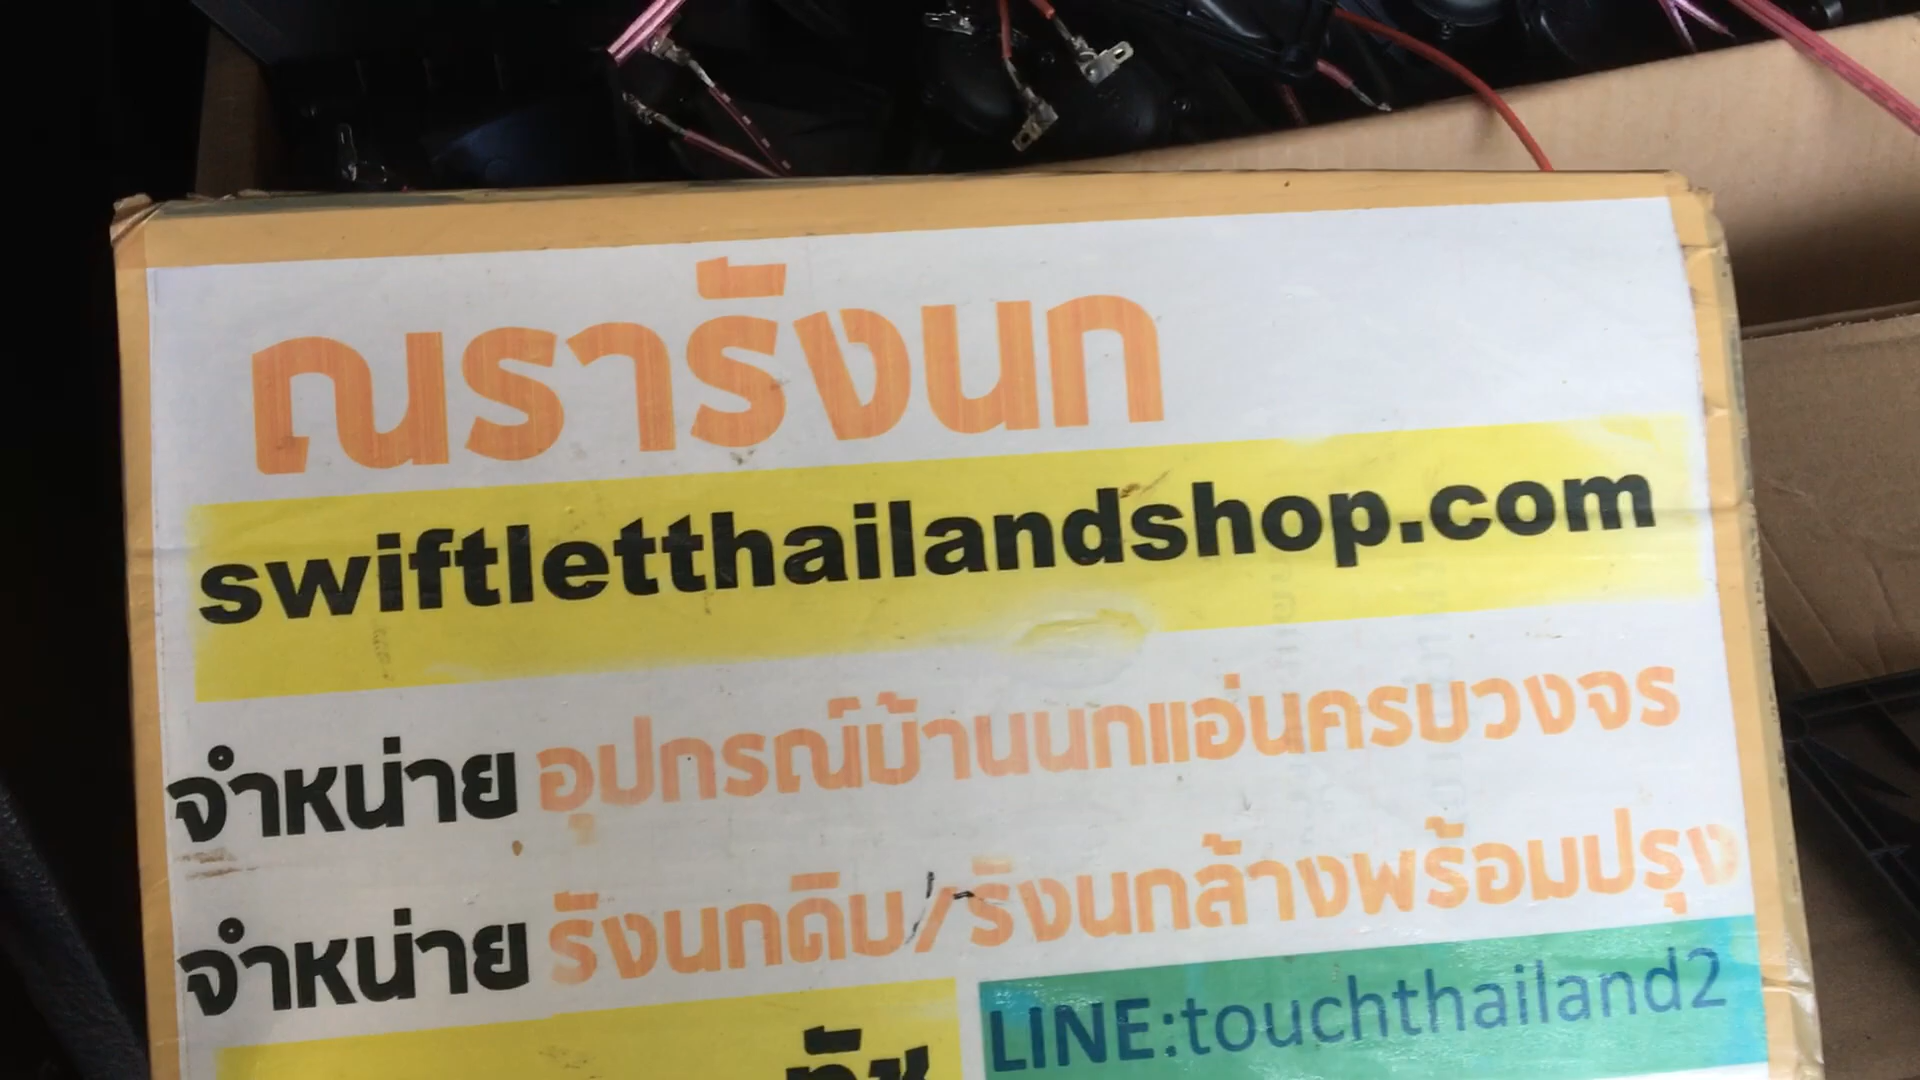 ณรารังนก
swiftletthailandshop.com
จำหน่าย อุปกรณ์บ้านนกแอ่นครบวงจร
จำหน่าย รังนกดิบ/รังนกล้างพร้อมปรุง
LINE:touchthailand2